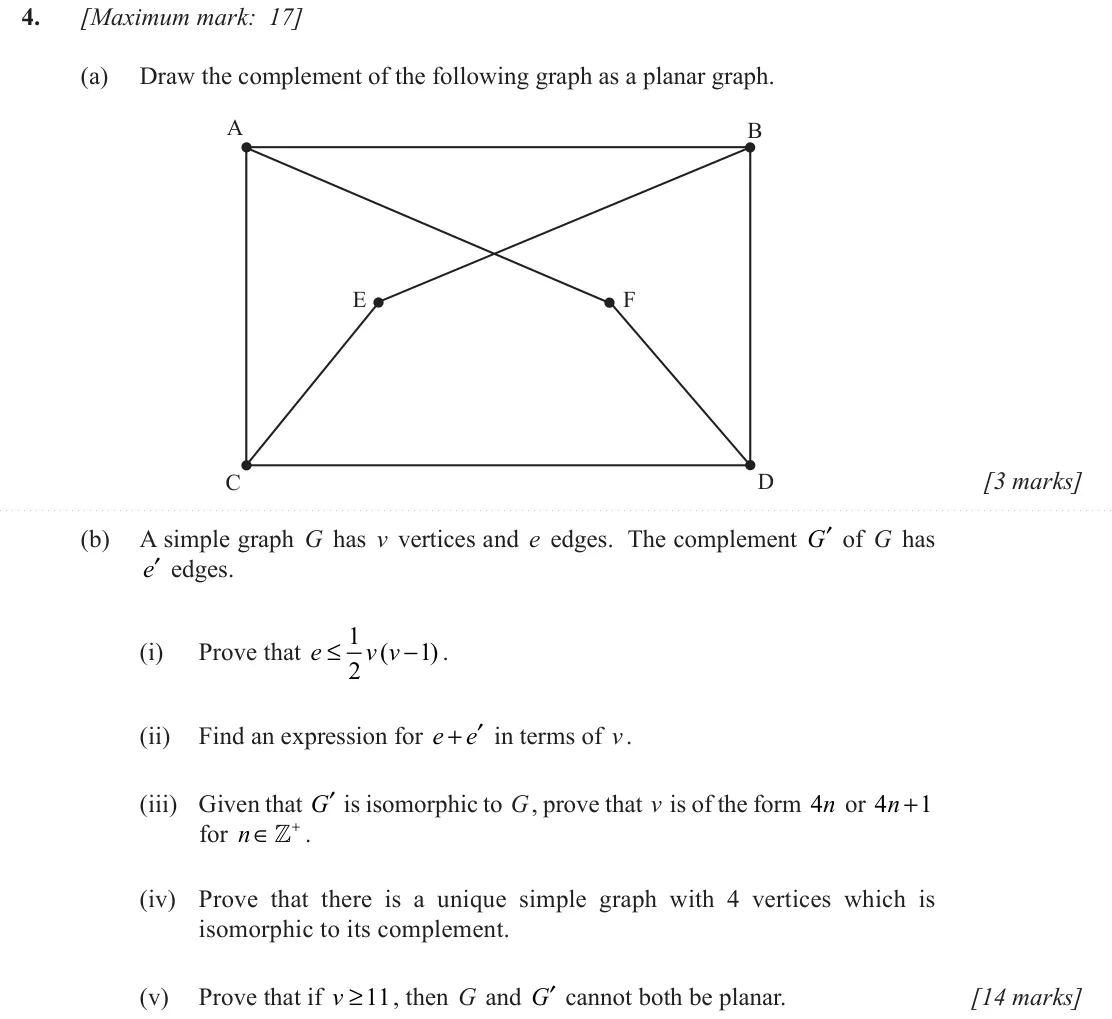 4. [Maximum mark: 17]
(a) Draw the complement of the following graph as a planar graph.
A B
E F
C D [3 marks]
(b) A simple graph G has v vertices and e edges. The complement G′ of G has
e′ edges.
(i) Prove that e ≤ 1/2 v(v−1).
(ii) Find an expression for e+e′ in terms of v.
(iii) Given that G′ is isomorphic to G, prove that v is of the form 4n or 4n+1
for n∈ ℤ⁺.
(iv) Prove that there is a unique simple graph with 4 vertices which is
isomorphic to its complement.
(v) Prove that if v≥11, then G and G′ cannot both be planar. [14 marks]